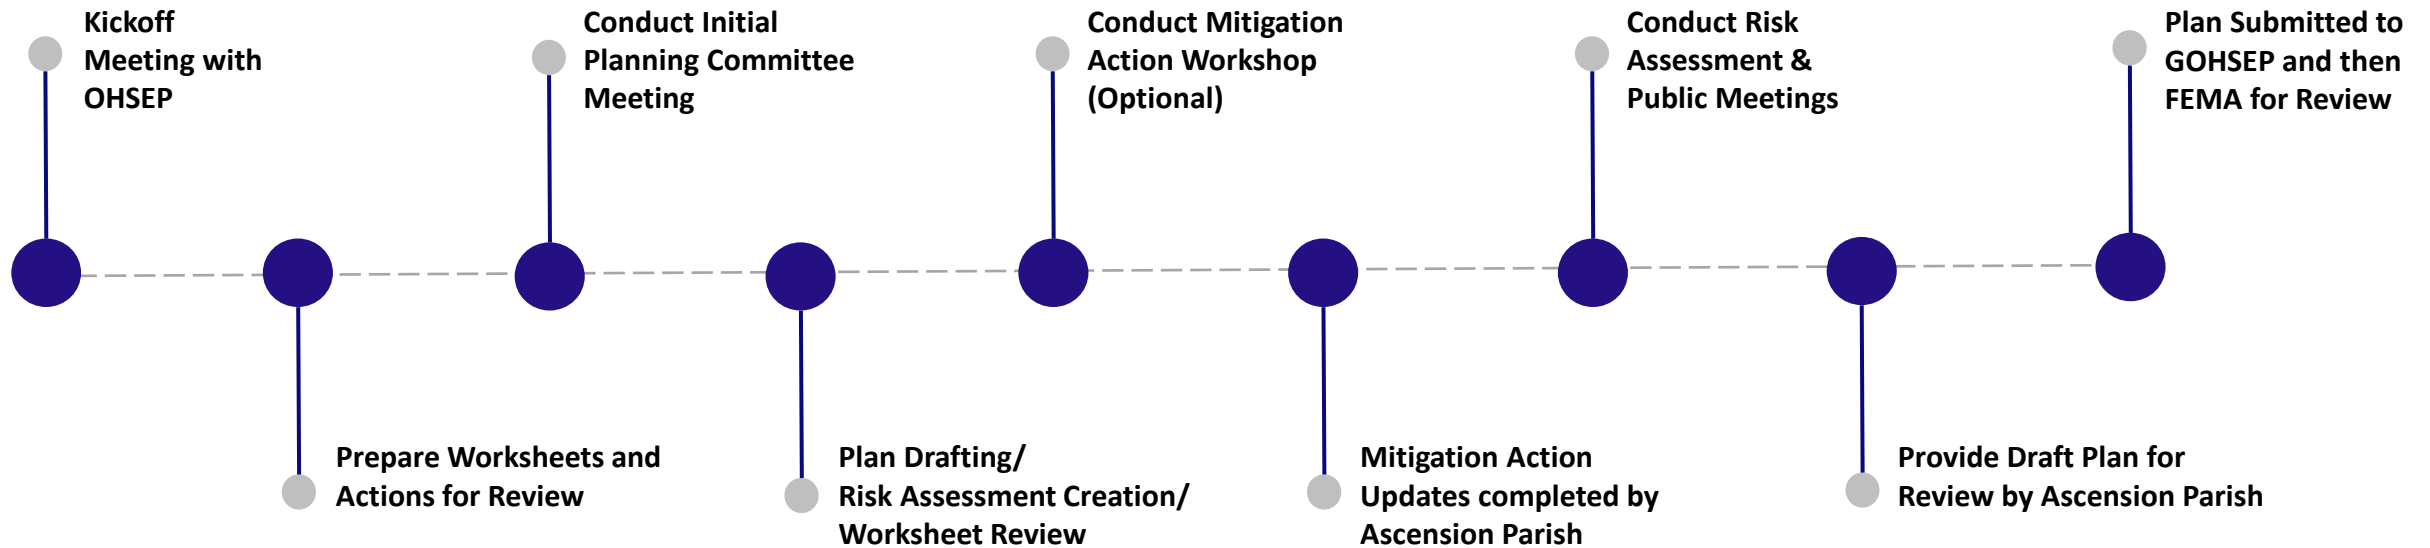 Kickoff
Meeting with
OHSEP
Prepare Worksheets and
Actions for Review
Conduct Initial
Planning Committee
Meeting
Plan Drafting/
Risk Assessment Creation/
Worksheet Review
Conduct Mitigation
Action Workshop
(Optional)
Mitigation Action
Updates completed by
Ascension Parish
Conduct Risk
Assessment &
Public Meetings
Provide Draft Plan for
Review by Ascension Parish
Plan Submitted to
GOHSEP and then
FEMA for Review